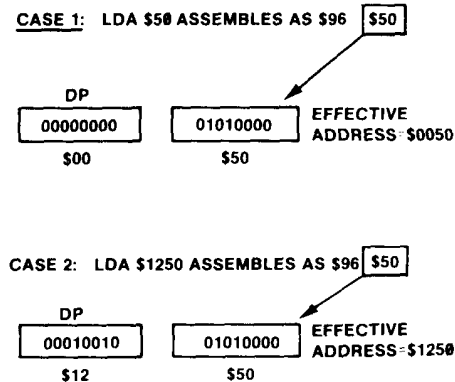 CASE 1: LDA $50 ASSEMBLES AS $96 $50
DP
00000000 01010000 EFFECTIVE
ADDRESS=$0050
$00 $50
CASE 2: LDA $1250 ASSEMBLES AS $96 $50
DP
00010010 01010000 EFFECTIVE
ADDRESS=$1250
$12 $50